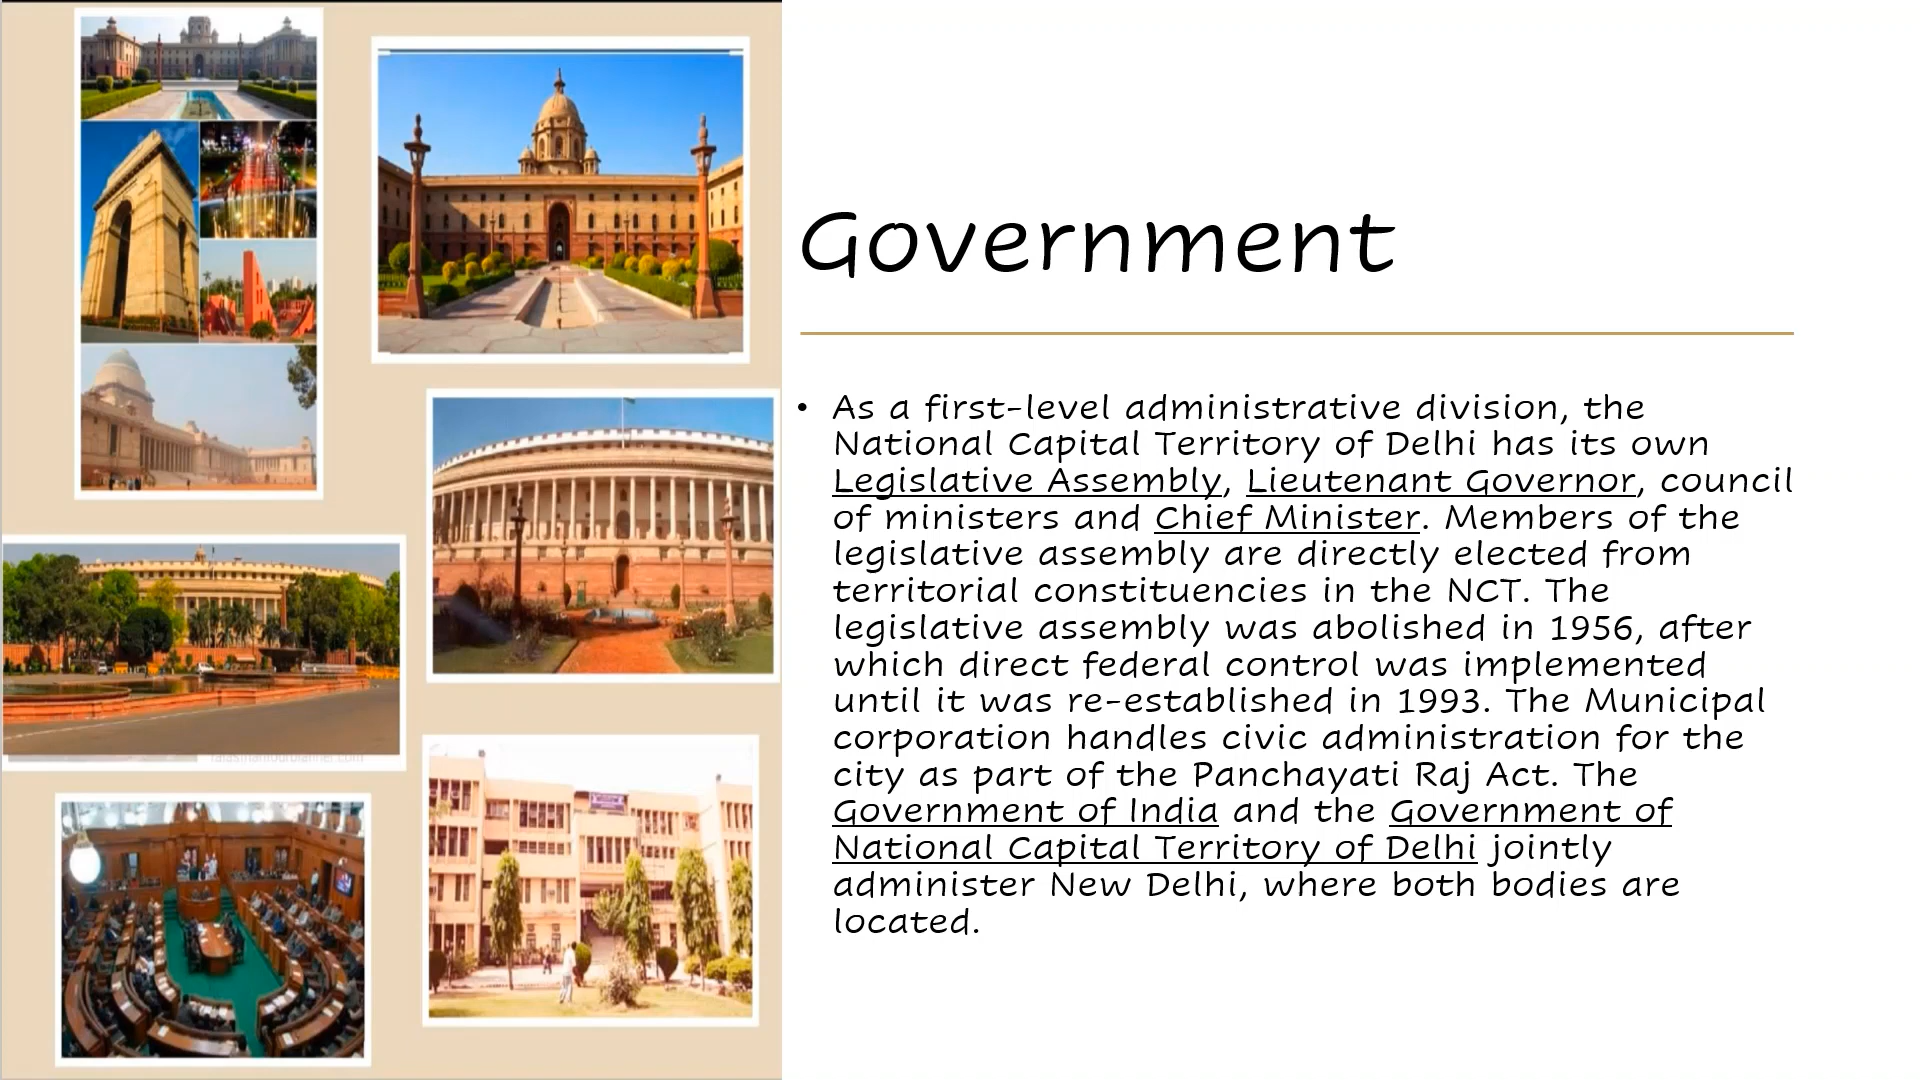 Government
• As a first-level administrative division, the
National Capital Territory of Delhi has its own
Legislative Assembly, Lieutenant Governor, council
of ministers and Chief Minister. Members of the
legislative assembly are directly elected from
territorial constituencies in the NCT. The
legislative assembly was abolished in 1956, after
which direct federal control was implemented
until it was re-established in 1993. The Municipal
corporation handles civic administration for the
city as part of the Panchayati Raj Act. The
Government of India and the Government of
National Capital Territory of Delhi jointly
administer New Delhi, where both bodies are
located.